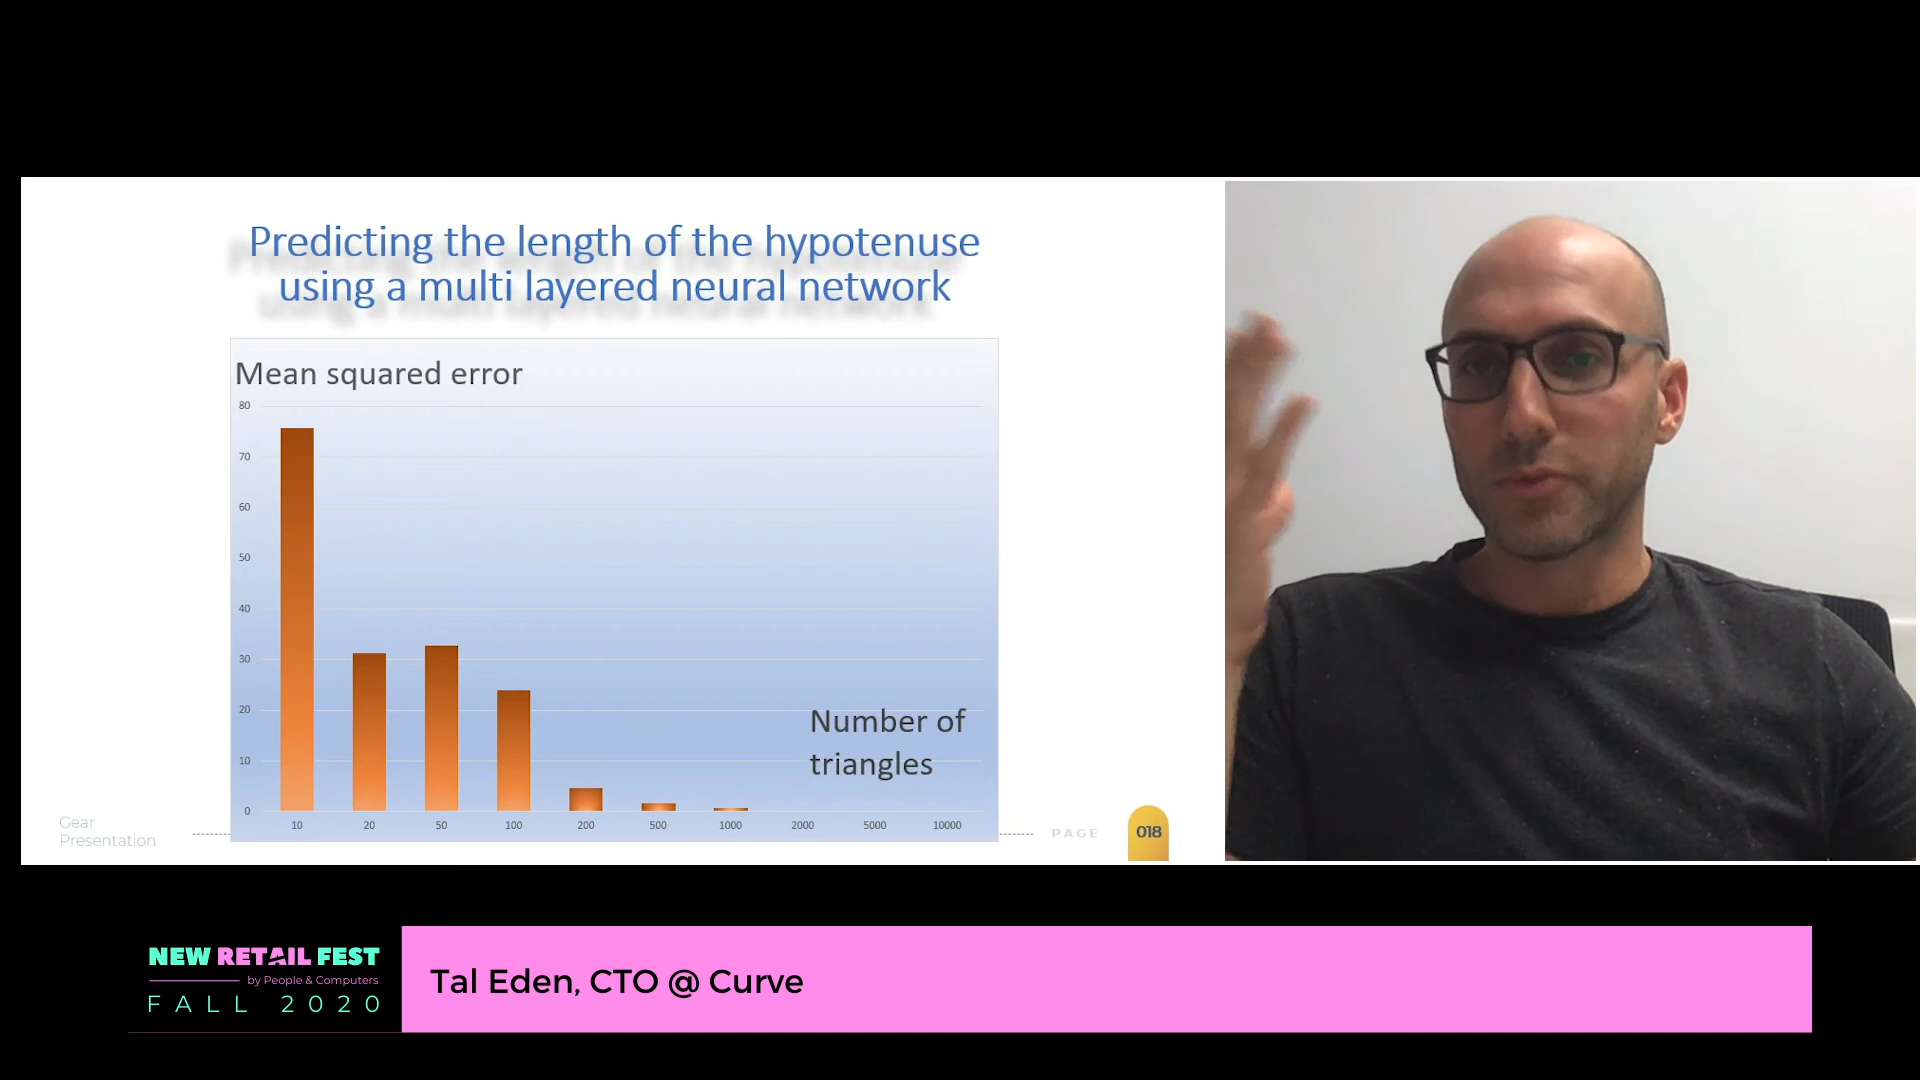 Predicting the length of the hypotenuse
using a multi layered neural network
Mean squared error
80
70
60
50
40
30
20
10
0
Number of
triangles
10 20 50 100 200 500 1000 2000 5000 10000
Gear
Presentation
PAGE 018
NEW RETAIL FEST
by People & Computers
FALL 2020
Tal Eden, CTO @ Curve